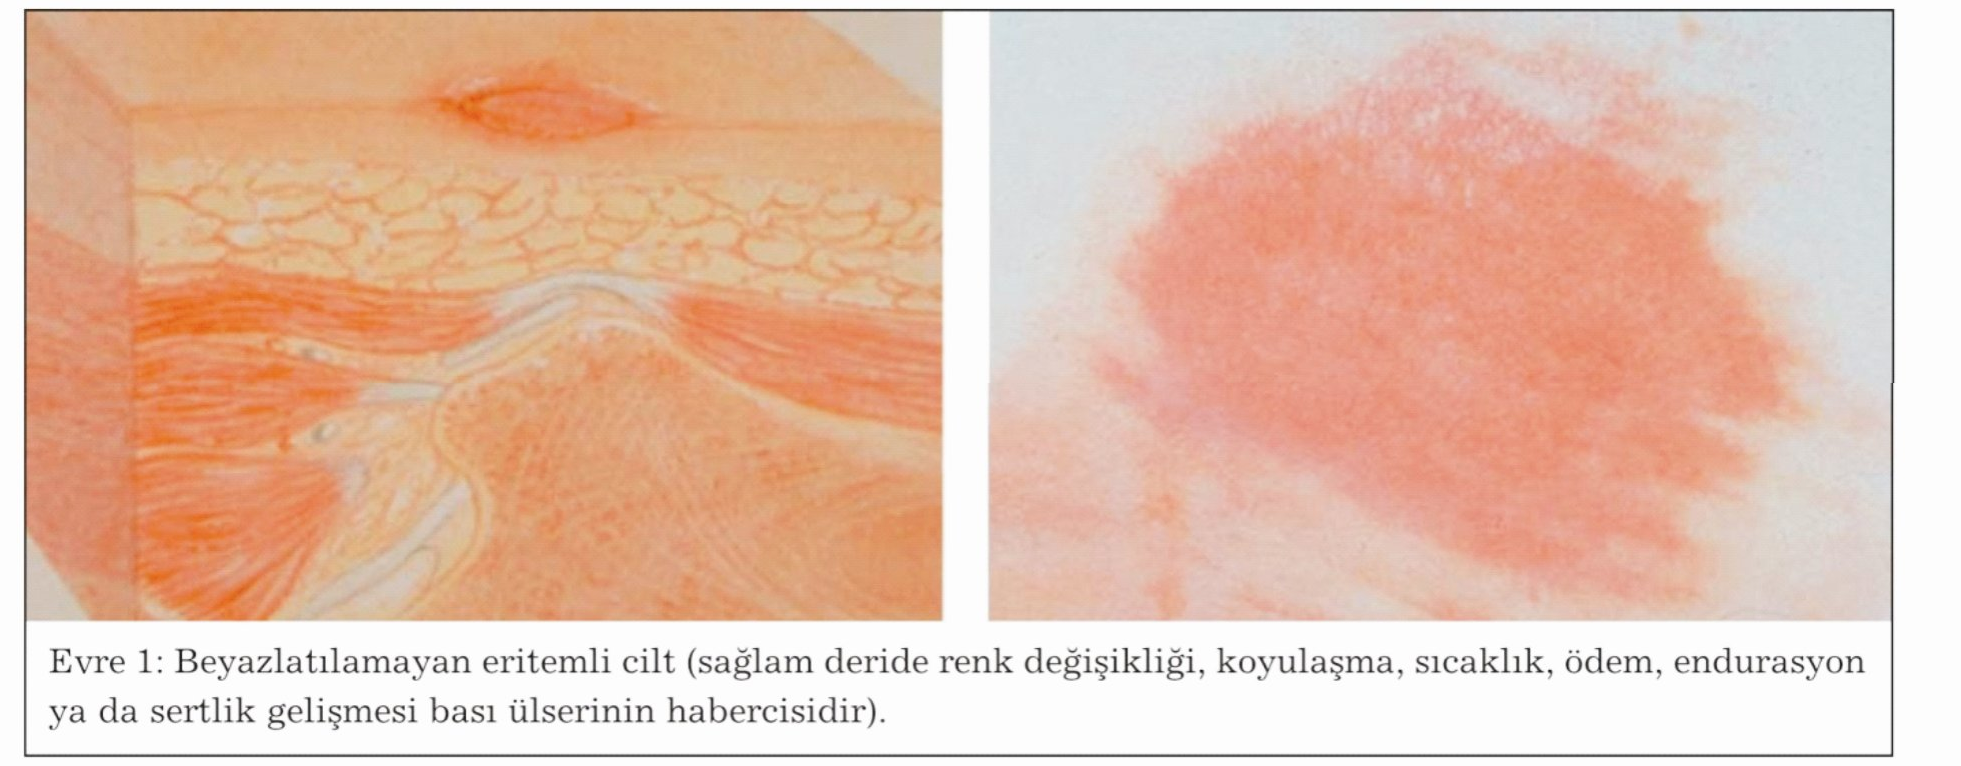 Evre 1: Beyazlatılamayan eritemli cilt (sağlam deride renk değişikliği, koyulaşma, sıcaklık, ödem, endurasyon
ya da sertlik gelişmesi bası ülserinin habercisidir).